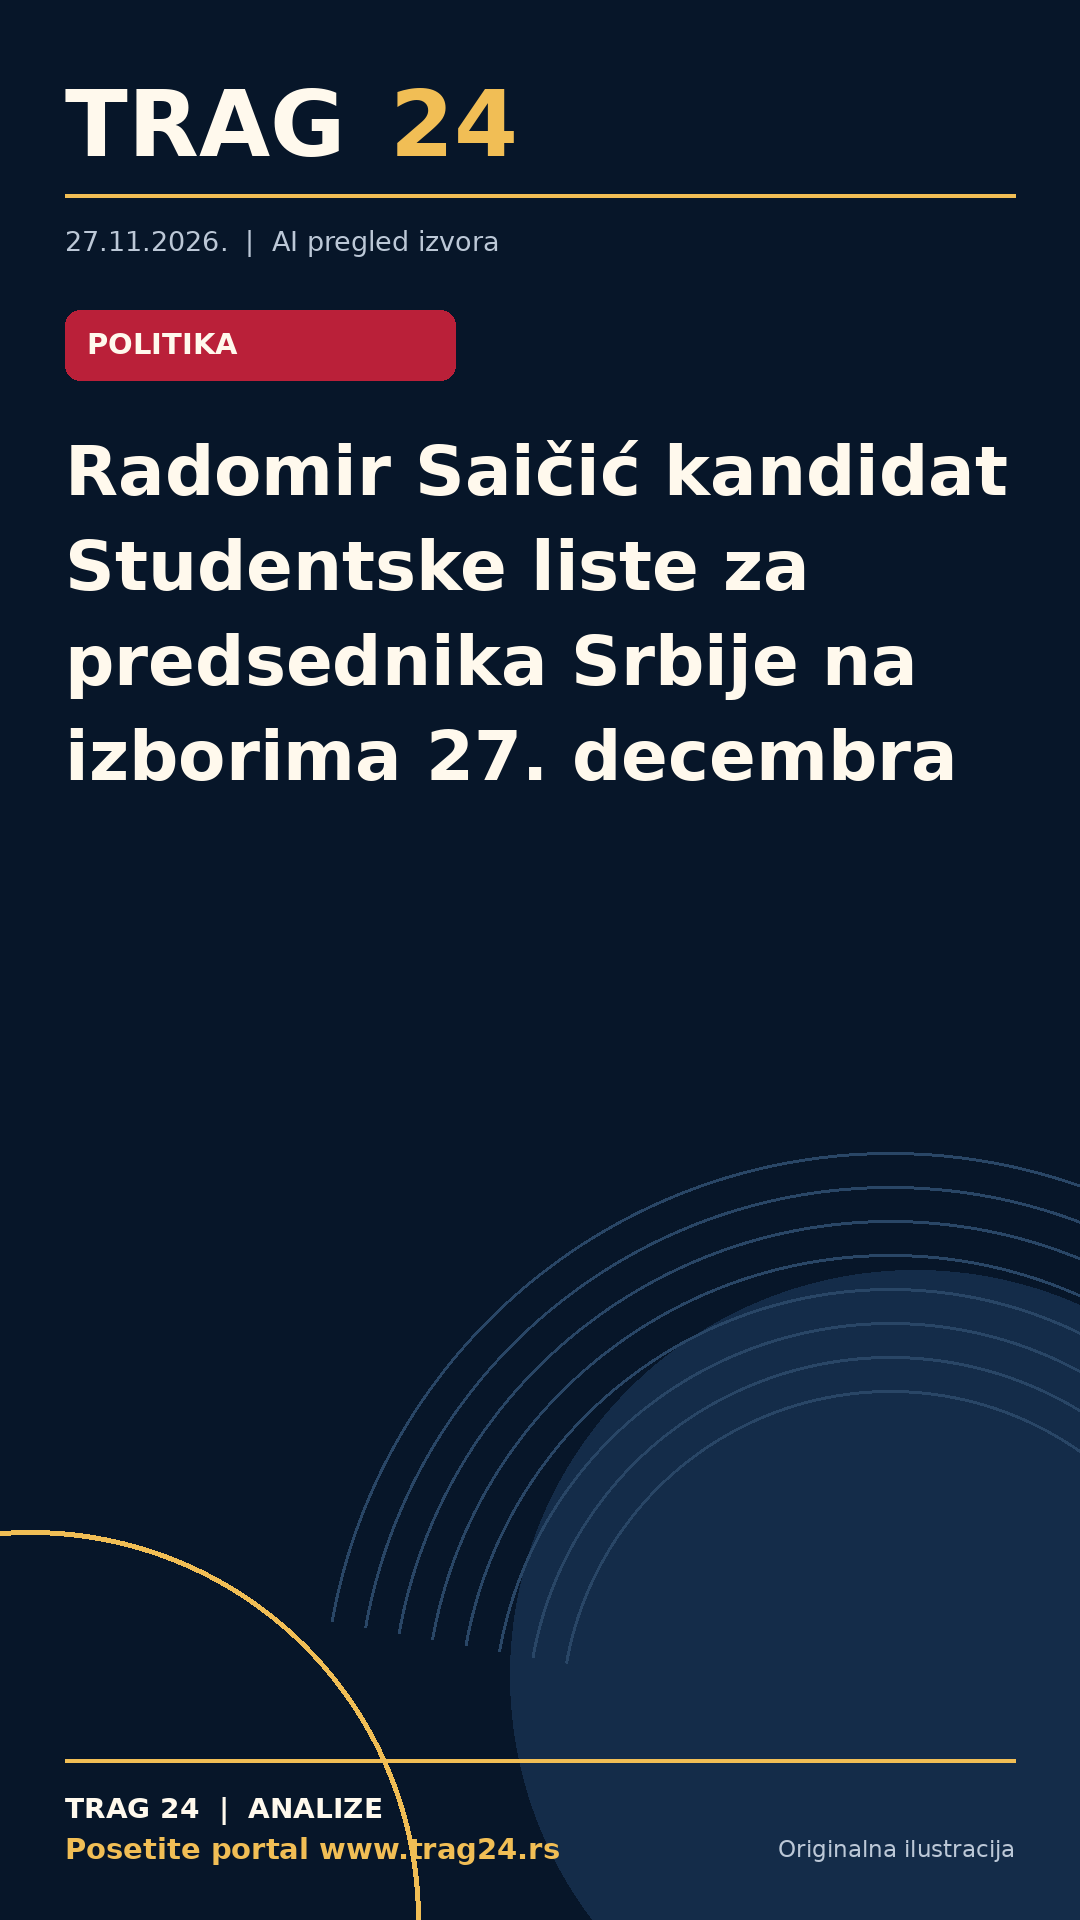 TRAG 24
27.11.2026. | AI pregled izvora
POLITIKA
Radomir Saičić kandidat
Studentske liste za
predsednika Srbije na
izborima 27. decembra
TRAG 24 | ANALIZE
Posetite portal www.trag24.rs
Originalna ilustracija